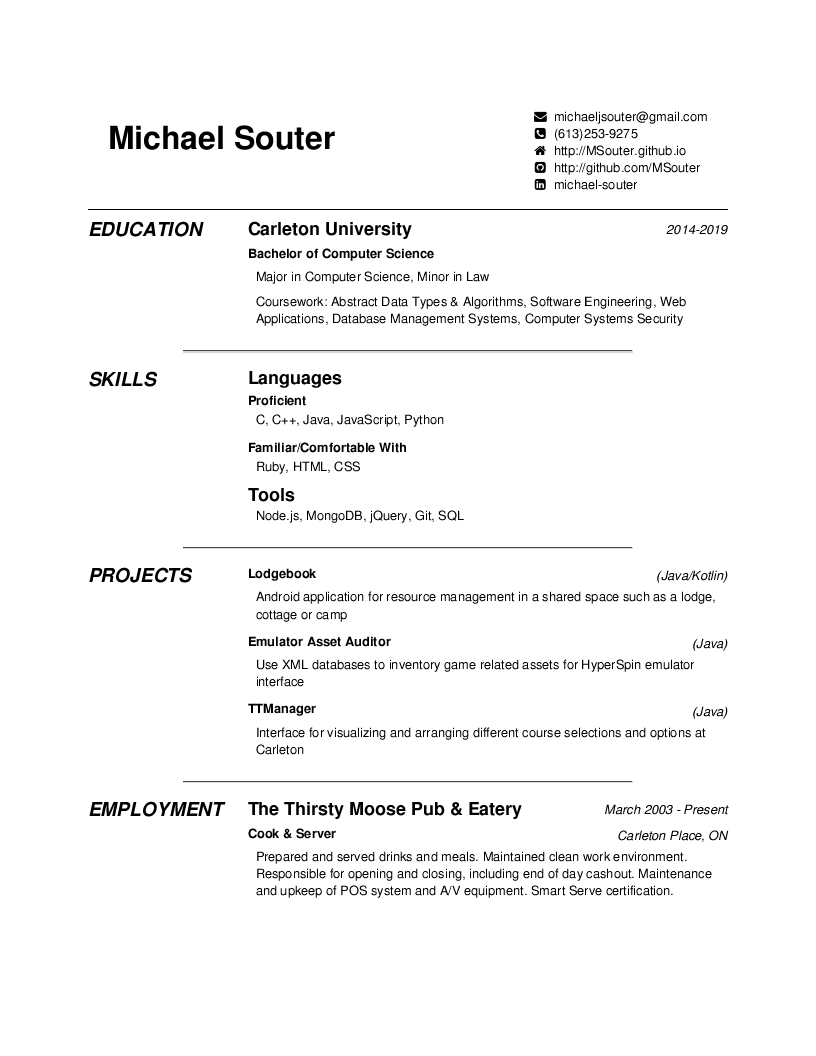 Michael Souter
michaeljsouter@gmail.com
(613)253-9275
http://MSouter.github.io
http://github.com/MSouter
michael-souter
EDUCATION
Carleton University
2014-2019
Bachelor of Computer Science
Major in Computer Science, Minor in Law
Coursework: Abstract Data Types & Algorithms, Software Engineering, Web
Applications, Database Management Systems, Computer Systems Security
SKILLS
Languages
Proficient
C, C++, Java, JavaScript, Python
Familiar/Comfortable With
Ruby, HTML, CSS
Tools
Node.js, MongoDB, jQuery, Git, SQL
PROJECTS
Lodgebook
(Java/Kotlin)
Android application for resource management in a shared space such as a lodge,
cottage or camp
Emulator Asset Auditor
(Java)
Use XML databases to inventory game related assets for HyperSpin emulator
interface
TTManager
(Java)
Interface for visualizing and arranging different course selections and options at
Carleton
EMPLOYMENT
The Thirsty Moose Pub & Eatery
March 2003 - Present
Cook & Server
Carleton Place, ON
Prepared and served drinks and meals. Maintained clean work environment.
Responsible for opening and closing, including end of day cashout. Maintenance
and upkeep of POS system and A/V equipment. Smart Serve certification.